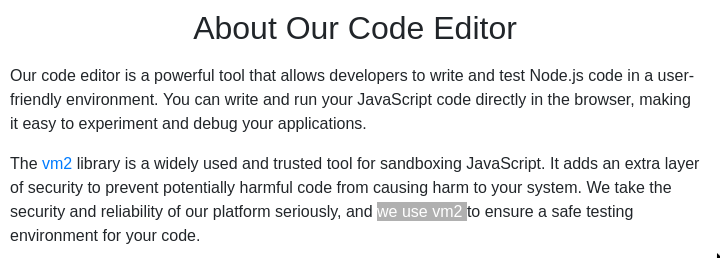 About Our Code Editor
Our code editor is a powerful tool that allows developers to write and test Node.js code in a user-
friendly environment. You can write and run your JavaScript code directly in the browser, making
it easy to experiment and debug your applications.
The vm2 library is a widely used and trusted tool for sandboxing JavaScript. It adds an extra layer
of security to prevent potentially harmful code from causing harm to your system. We take the
security and reliability of our platform seriously, and we use vm2 to ensure a safe testing
environment for your code.